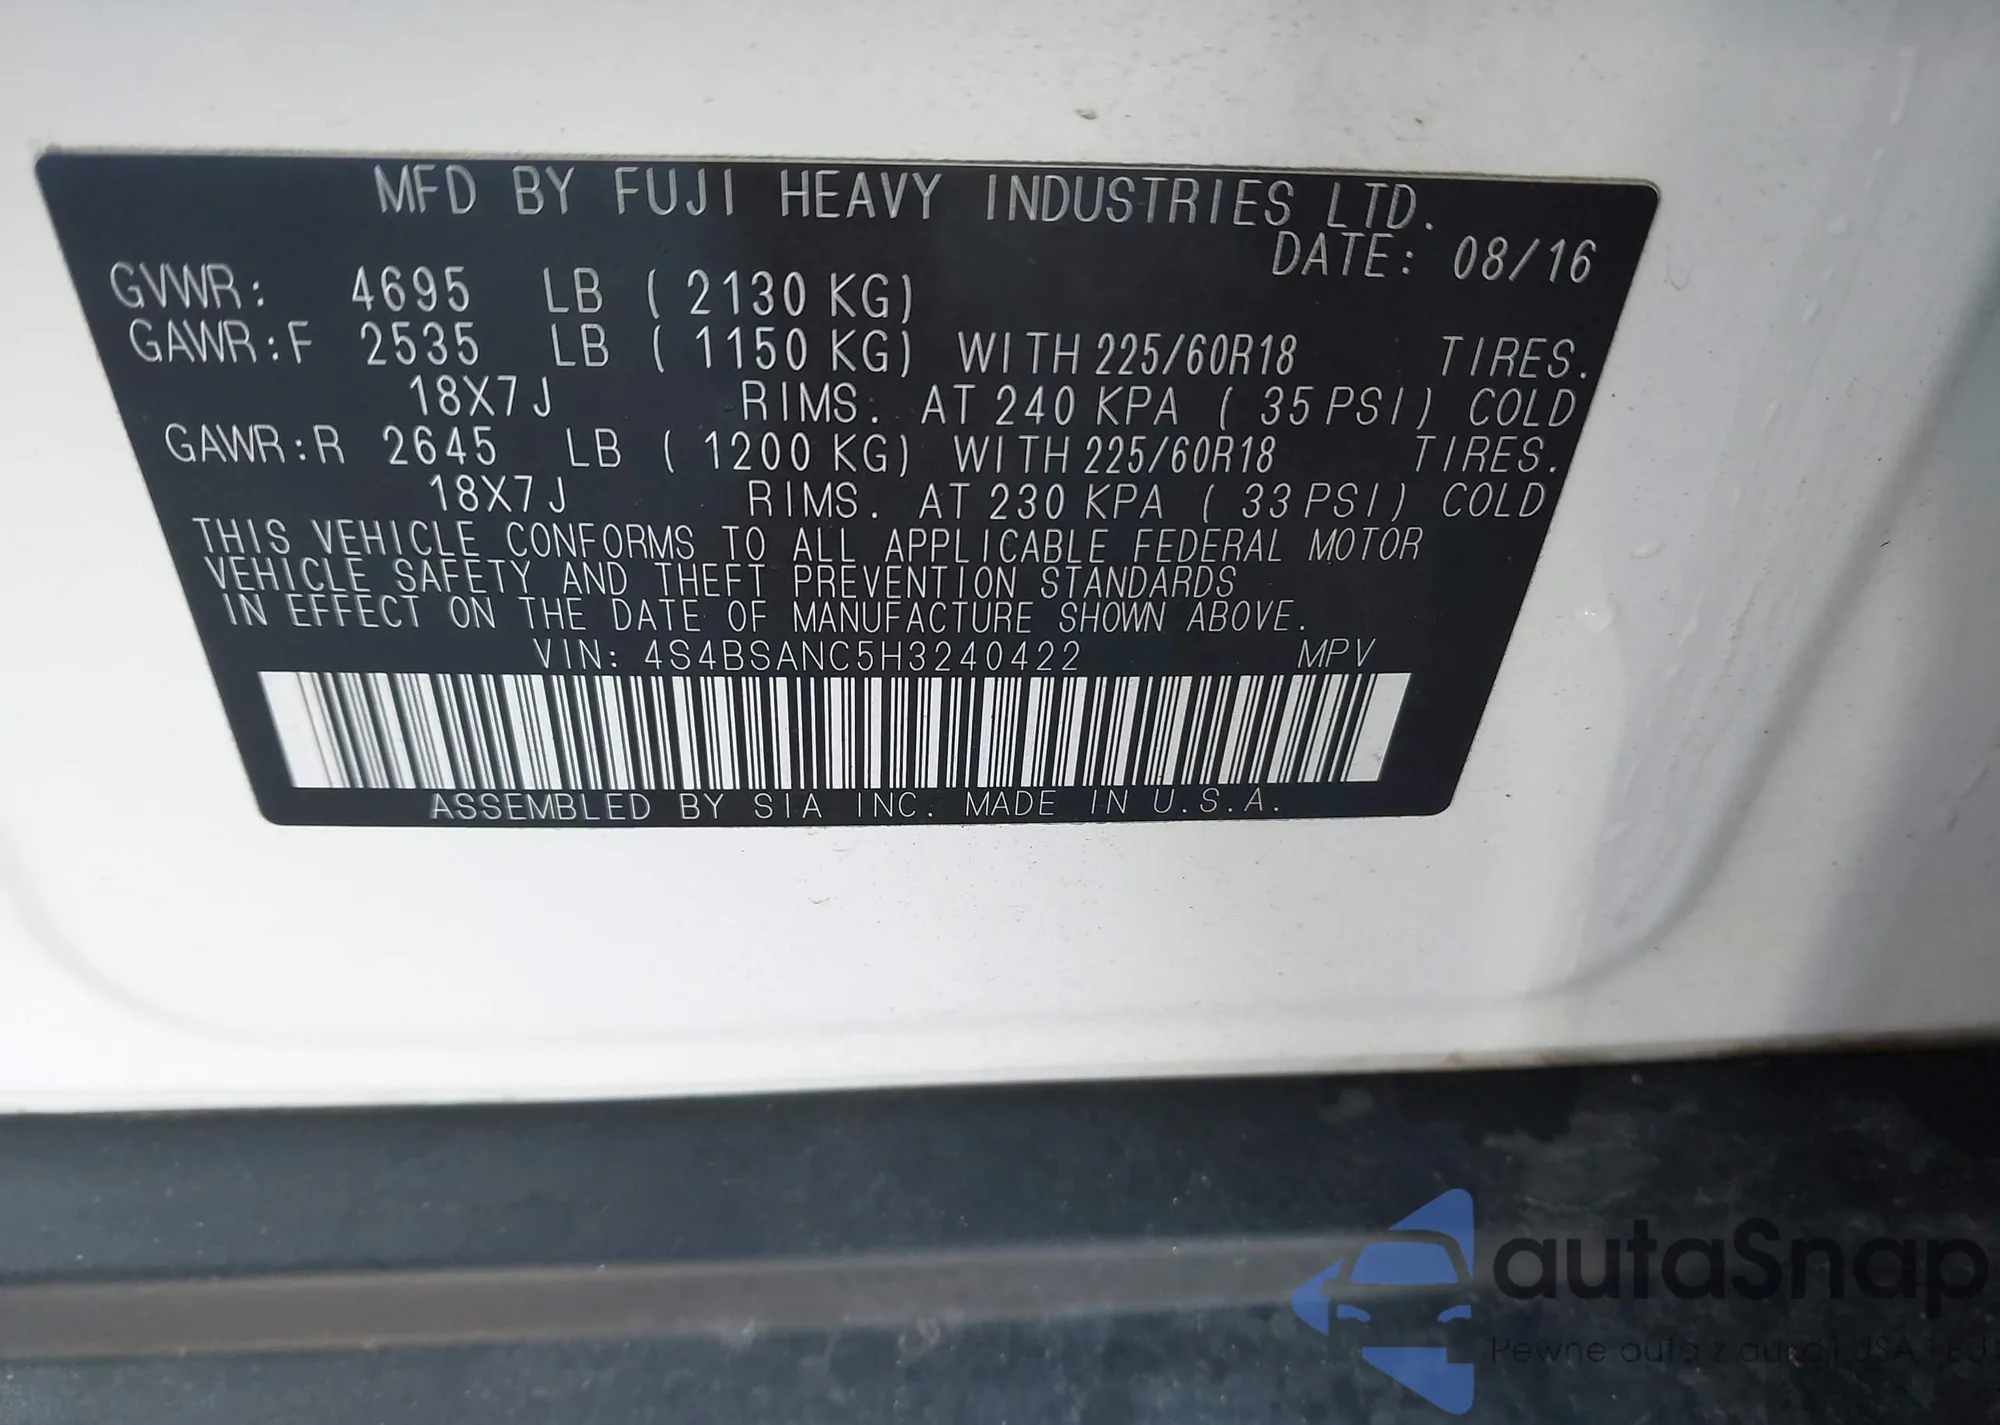 MFD BY FUJI HEAVY INDUSTRIES LTD.
DATE: 08/16
GVWR: 4695 LB ( 2130 KG)
GAWR:F 2535 LB ( 1150 KG) WITH 225/60R18 TIRES.
18X7J RIMS. AT 240 KPA ( 35 PSI) COLD
GAWR:R 2645 LB ( 1200 KG) WITH 225/60R18 TIRES.
18X7J RIMS. AT 230 KPA ( 33 PSI) COLD
THIS VEHICLE CONFORMS TO ALL APPLICABLE FEDERAL MOTOR
VEHICLE SAFETY AND THEFT PREVENTION STANDARDS
IN EFFECT ON THE DATE OF MANUFACTURE SHOWN ABOVE.
VIN: 4S4BSANC5H3240422 MPV
ASSEMBLED BY SIA INC. MADE IN U.S.A.
autaSnap
Pewne auta z aukcji USA